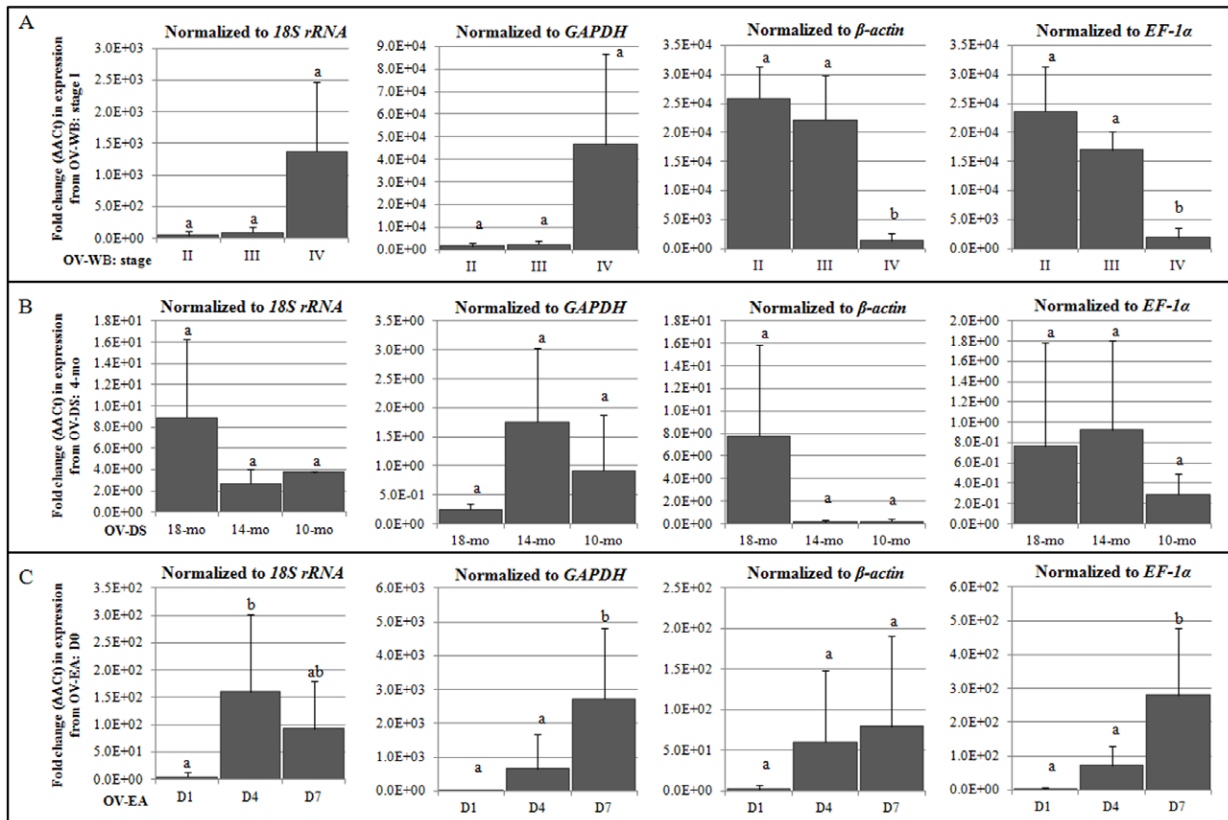 A
Normalized to 18S rRNA
Fold change (ΔΔCt) in expression
from OV-WB: stage I
3.0E+03
2.5E+03
2.0E+03
1.5E+03
1.0E+03
5.0E+02
0.0E+00
a
a
a
II III IV
OV-WB: stage
Normalized to GAPDH
9.0E+04
8.0E+04
7.0E+04
6.0E+04
5.0E+04
4.0E+04
3.0E+04
2.0E+04
1.0E+04
0.0E+00
a
a
a
II III IV
Normalized to β-actin
3.5E+04
3.0E+04
2.5E+04
2.0E+04
1.5E+04
1.0E+04
5.0E+03
0.0E+00
a
a
b
II III IV
Normalized to EF-1α
3.5E+04
3.0E+04
2.5E+04
2.0E+04
1.5E+04
1.0E+04
5.0E+03
0.0E+00
a
a
b
II III IV
B
Normalized to 18S rRNA
Fold change (ΔΔCt) in expression
from OV-DS: 4-mo
1.8E+01
1.6E+01
1.4E+01
1.2E+01
1.0E+01
8.0E+00
6.0E+00
4.0E+00
2.0E+00
0.0E+00
a
a
a
OV-DS
18-mo 14-mo 10-mo
Normalized to GAPDH
3.5E+00
3.0E+00
2.5E+00
2.0E+00
1.5E+00
1.0E+00
5.0E-01
0.0E+00
a
a
a
18-mo 14-mo 10-mo
Normalized to β-actin
1.8E+01
1.6E+01
1.4E+01
1.2E+01
1.0E+01
8.0E+00
6.0E+00
4.0E+00
2.0E+00
0.0E+00
a
a
a
18-mo 14-mo 10-mo
Normalized to EF-1α
2.0E+00
1.8E+00
1.6E+00
1.4E+00
1.2E+00
1.0E+00
8.0E-01
6.0E-01
4.0E-01
2.0E-01
0.0E+00
a
a
a
18-mo 14-mo 10-mo
C
Normalized to 18S rRNA
Fold change (ΔΔCt) in expression
from OV-EA: D0
3.5E+02
3.0E+02
2.5E+02
2.0E+02
1.5E+02
1.0E+02
5.0E+01
0.0E+00
a
b
ab
OV-EA
D1 D4 D7
Normalized to GAPDH
6.0E+03
5.0E+03
4.0E+03
3.0E+03
2.0E+03
1.0E+03
0.0E+00
a
a
b
D1 D4 D7
Normalized to β-actin
2.5E+02
2.0E+02
1.5E+02
1.0E+02
5.0E+01
0.0E+00
a
a
a
D1 D4 D7
Normalized to EF-1α
6.0E+02
5.0E+02
4.0E+02
3.0E+02
2.0E+02
1.0E+02
0.0E+00
a
a
b
D1 D4 D7